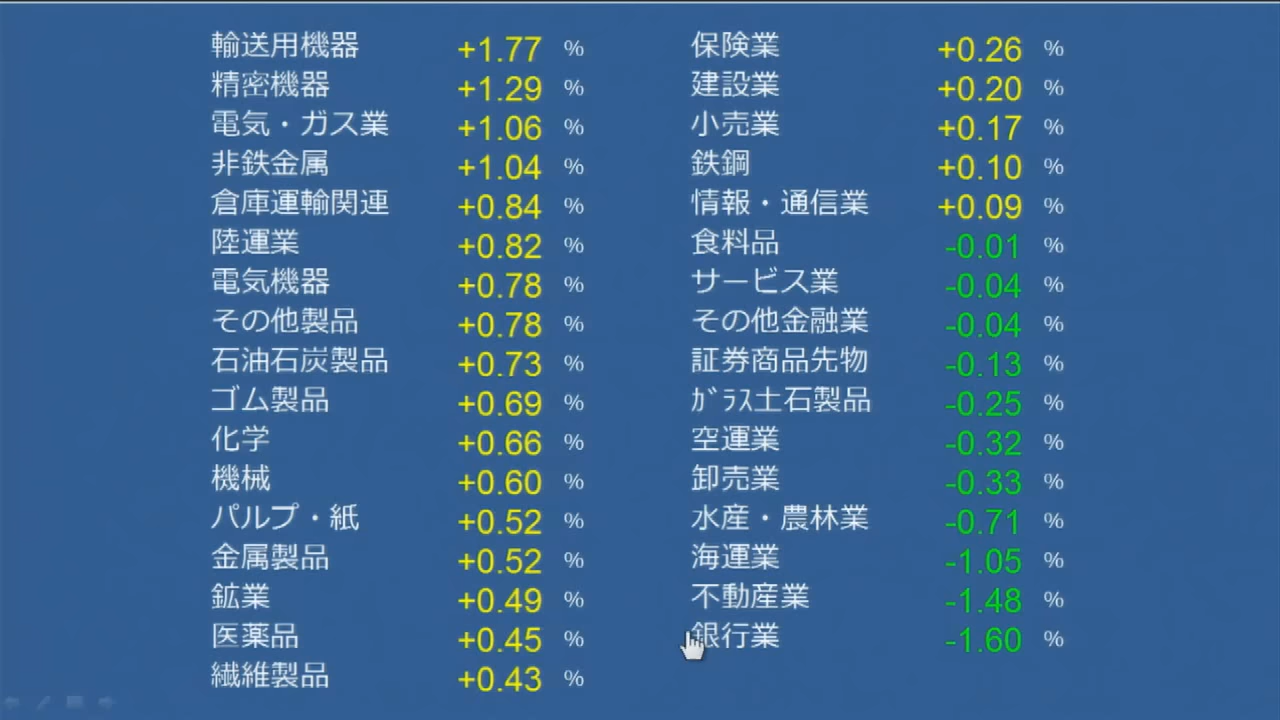 輸送用機器 +1.77 %
精密機器 +1.29 %
電気・ガス業 +1.06 %
非鉄金属 +1.04 %
倉庫運輸関連 +0.84 %
陸運業 +0.82 %
電気機器 +0.78 %
その他製品 +0.78 %
石油石炭製品 +0.73 %
ゴム製品 +0.69 %
化学 +0.66 %
機械 +0.60 %
パルプ・紙 +0.52 %
金属製品 +0.52 %
鉱業 +0.49 %
医薬品 +0.45 %
繊維製品 +0.43 %
保険業 +0.26 %
建設業 +0.20 %
小売業 +0.17 %
鉄鋼 +0.10 %
情報・通信業 +0.09 %
食料品 -0.01 %
サービス業 -0.04 %
その他金融業 -0.04 %
証券商品先物 -0.13 %
ｶﾞﾗｽ土石製品 -0.25 %
空運業 -0.32 %
卸売業 -0.33 %
水産・農林業 -0.71 %
海運業 -1.05 %
不動産業 -1.48 %
銀行業 -1.60 %